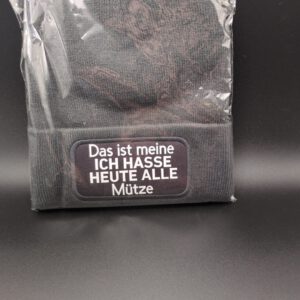 Das ist meine
ICH HASSE
HEUTE ALLE
Mütze